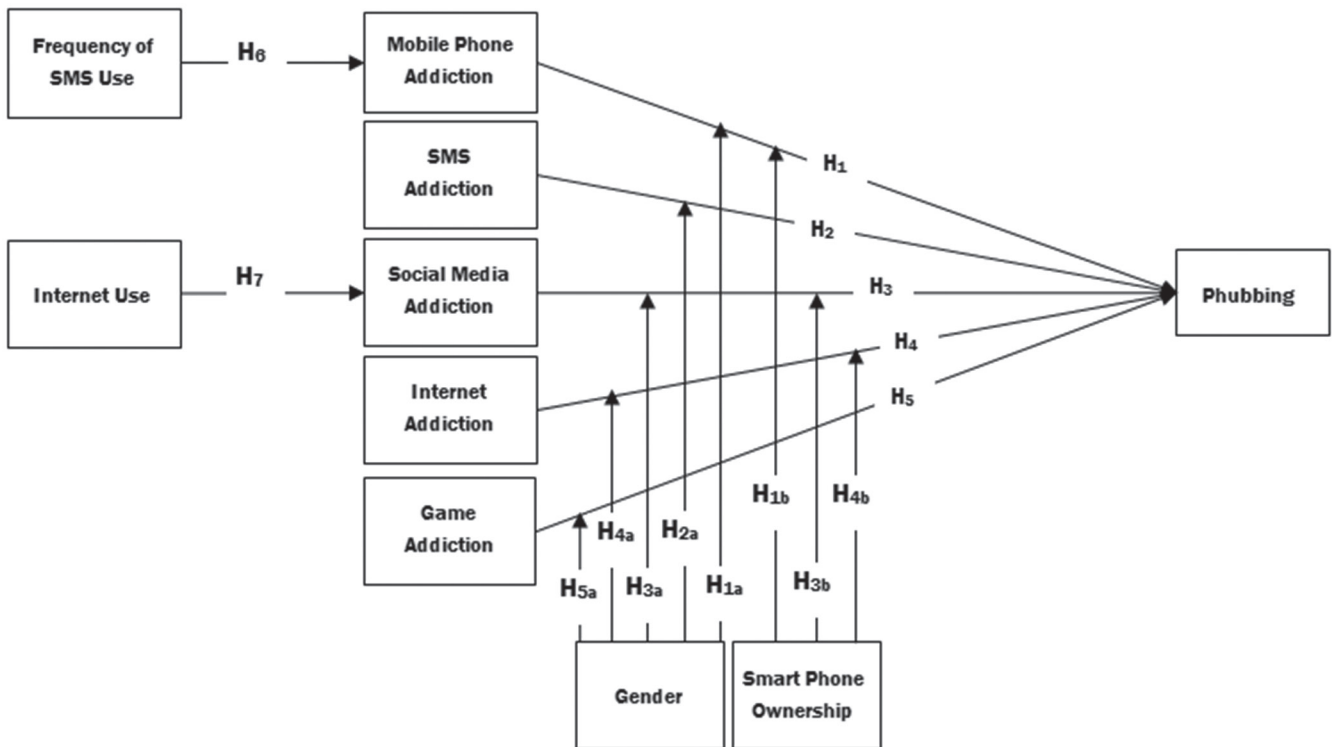 Frequency of
SMS Use
H6
Mobile Phone
Addiction
SMS
Addiction
H1
H2
Internet Use
H7
Social Media
Addiction
H3
Phubbing
H4
Internet
Addiction
H5
Game
Addiction
H1b
H4b
H4a
H2a
H5a
H3a
H1a
H3b
Gender
Smart Phone
Ownership